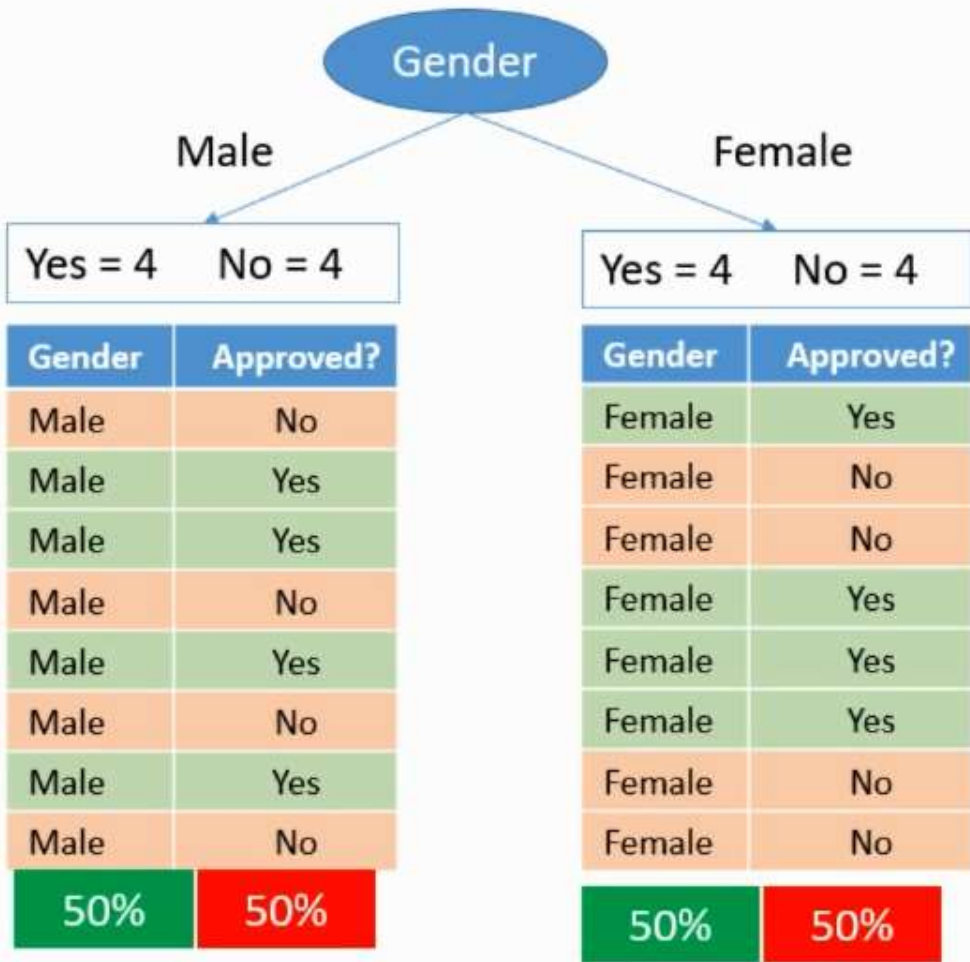 Gender
Male
Female
Yes = 4 No = 4
Gender Approved?
Male No
Male Yes
Male Yes
Male No
Male Yes
Male No
Male Yes
Male No
50% 50%
Yes = 4 No = 4
Gender Approved?
Female Yes
Female No
Female No
Female Yes
Female Yes
Female Yes
Female No
Female No
50% 50%